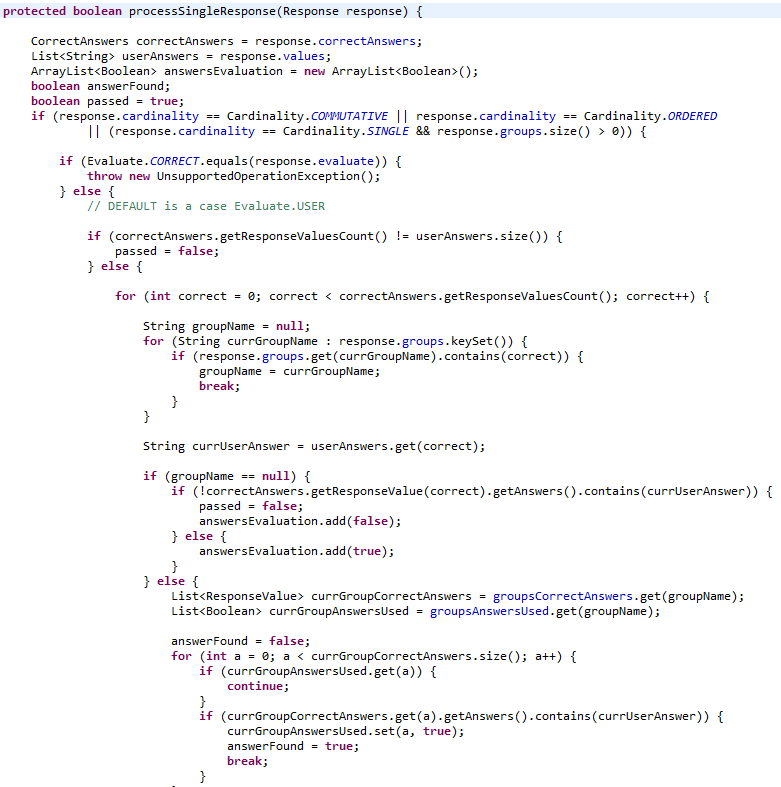 protected boolean processSingleResponse(Response response) {
CorrectAnswers correctAnswers = response.correctAnswers;
List<String> userAnswers = response.values;
ArrayList<Boolean> answersEvaluation = new ArrayList<Boolean>();
boolean answerFound;
boolean passed = true;
if (response.cardinality == Cardinality.COMMUTATIVE || response.cardinality == Cardinality.ORDERED
|| (response.cardinality == Cardinality.SINGLE && response.groups.size() > 0)) {
if (Evaluate.CORRECT.equals(response.evaluate)) {
throw new UnsupportedOperationException();
} else {
// DEFAULT is a case Evaluate.USER
if (correctAnswers.getResponseValuesCount() != userAnswers.size()) {
passed = false;
} else {
for (int correct = 0; correct < correctAnswers.getResponseValuesCount(); correct++) {
String groupName = null;
for (String currGroupName : response.groups.keySet()) {
if (response.groups.get(currGroupName).contains(correct)) {
groupName = currGroupName;
break;
}
}
String currUserAnswer = userAnswers.get(correct);
if (groupName == null) {
if (!correctAnswers.getResponseValue(correct).getAnswers().contains(currUserAnswer)) {
passed = false;
answersEvaluation.add(false);
} else {
answersEvaluation.add(true);
}
} else {
List<ResponseValue> currGroupCorrectAnswers = groupsCorrectAnswers.get(groupName);
List<Boolean> currGroupAnswersUsed = groupsAnswersUsed.get(groupName);
answerFound = false;
for (int a = 0; a < currGroupCorrectAnswers.size(); a++) {
if (currGroupAnswersUsed.get(a)) {
continue;
}
if (currGroupCorrectAnswers.get(a).getAnswers().contains(currUserAnswer)) {
currGroupAnswersUsed.set(a, true);
answerFound = true;
break;
}